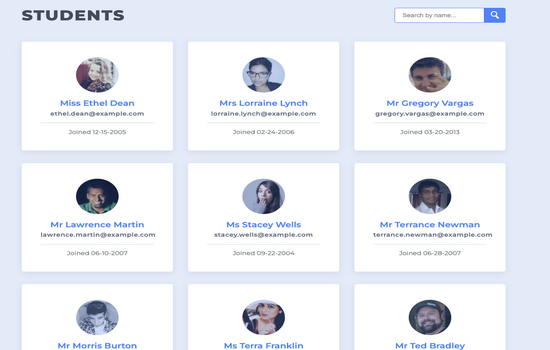 STUDENTS
Search by name...
Miss Ethel Dean
ethel.dean@example.com
Joined 12-15-2005
Mrs Lorraine Lynch
lorraine.lynch@example.com
Joined 02-24-2006
Mr Gregory Vargas
gregory.vargas@example.com
Joined 03-20-2013
Mr Lawrence Martin
lawrence.martin@example.com
Joined 06-10-2007
Ms Stacey Wells
stacey.wells@example.com
Joined 09-22-2004
Mr Terrance Newman
terrance.newman@example.com
Joined 06-28-2007
Mr Morris Burton
Ms Terra Franklin
Mr Ted Bradley